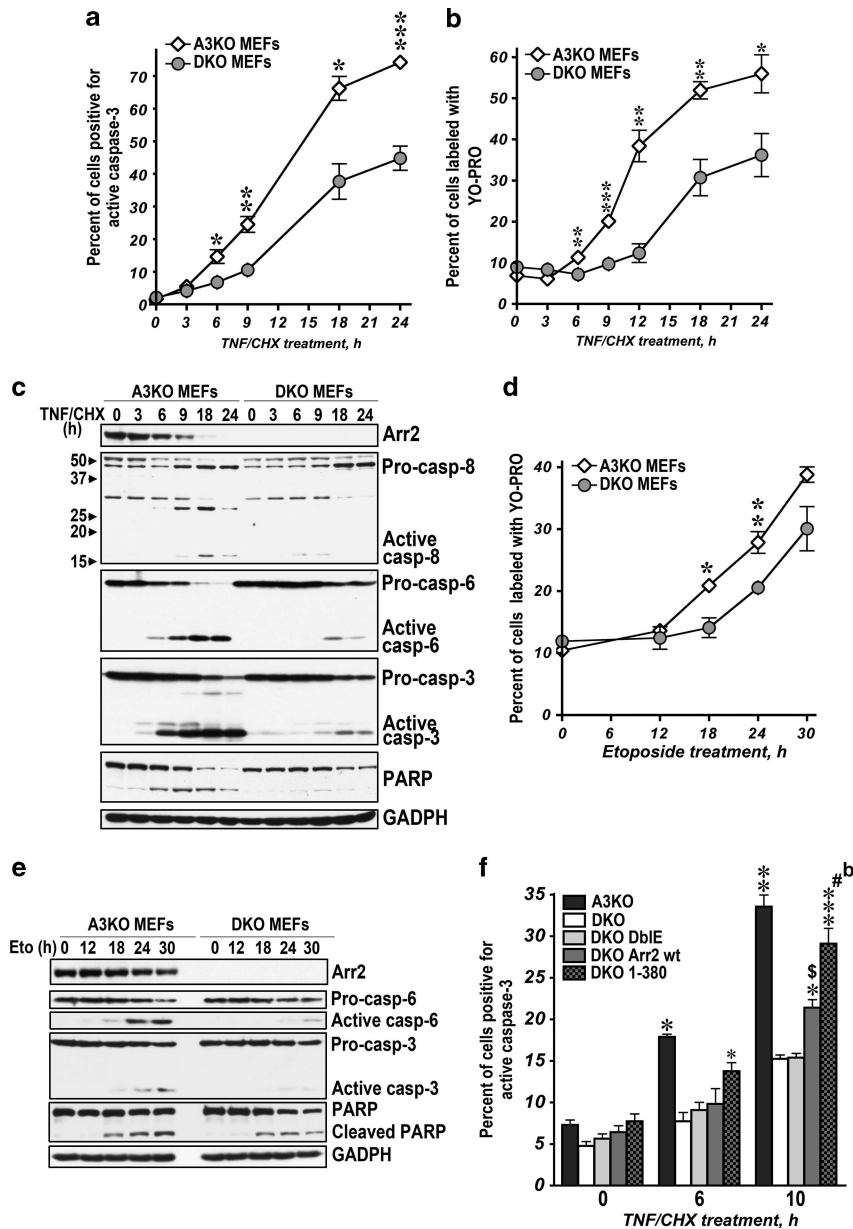 a
A3KO MEFs
DKO MEFs
*
**
*
***
Percent of cells positive for
active caspase-3
70
60
50
40
30
20
10
0
0 3 6 9 12 15 18 21 24
TNF/CHX treatment, h
b
A3KO MEFs
DKO MEFs
**
***
**
**
*
Percent of cells labeled with
YO-PRO
60
50
40
30
20
10
0
0 3 6 9 12 15 18 21 24
TNF/CHX treatment, h
c
A3KO MEFs DKO MEFs
TNF/CHX 0 3 6 9 18 24 0 3 6 9 18 24
(h)
Arr2
50
37
25
20
15
Pro-casp-8
Active
casp-8
Pro-casp-6
Active
casp-6
Pro-casp-3
Active
casp-3
PARP
GADPH
d
A3KO MEFs
DKO MEFs
*
**
Percent of cells labeled with YO-PRO
40
30
20
10
0
0 12 18 24 30
Etoposide treatment, h
e
A3KO MEFs DKO MEFs
Eto (h) 0 12 18 24 30 0 12 18 24 30
Arr2
Pro-casp-6
Active casp-6
Pro-casp-3
Active casp-3
PARP
Cleaved PARP
GADPH
f
A3KO
DKO
DKO DblE
DKO Arr2 wt
DKO 1-380
*
*
**
$
*
#b
***
Percent of cells positive for
active caspase-3
35
30
25
20
15
10
5
0
0 6 10
TNF/CHX treatment, h